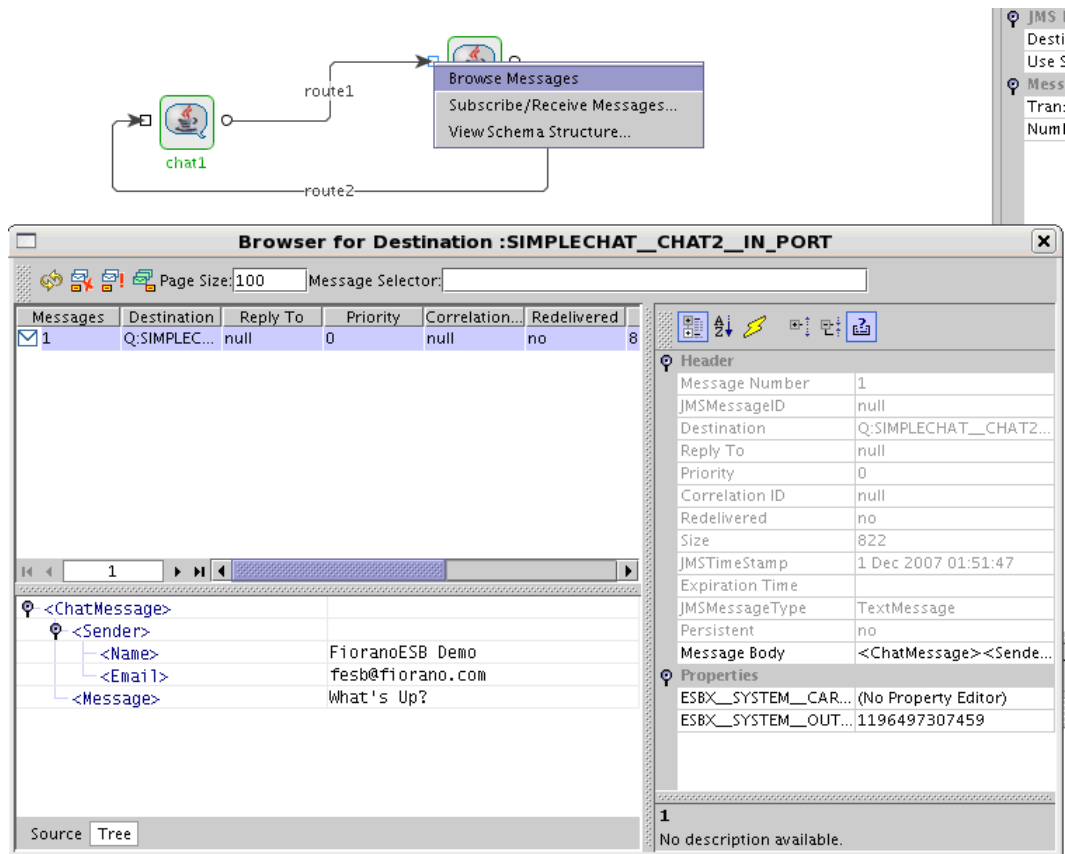 JMS
Desti
Use S
Mess
Tran
Numl
route1
Browse Messages
Subscribe/Receive Messages...
View Schema Structure...
chat1
route2
Browser for Destination :SIMPLECHAT__CHAT2__IN_PORT
Page Size: 100 Message Selector:
Messages Destination Reply To Priority Correlation... Redelivered
1 Q:SIMPLEC... null 0 null no 8
1
<ChatMessage>
<Sender>
<Name> FioranoESB Demo
<Email> fesb@fiorano.com
<Message> What's Up?
Source Tree
Header
Message Number 1
JMSMessageID null
Destination Q:SIMPLECHAT__CHAT2...
Reply To null
Priority 0
Correlation ID null
Redelivered no
Size 822
JMSTimeStamp 1 Dec 2007 01:51:47
Expiration Time
JMSMessageType TextMessage
Persistent no
Message Body <ChatMessage><Sende...
Properties
ESBX__SYSTEM__CAR... (No Property Editor)
ESBX__SYSTEM__OUT... 1196497307459
1
No description available.